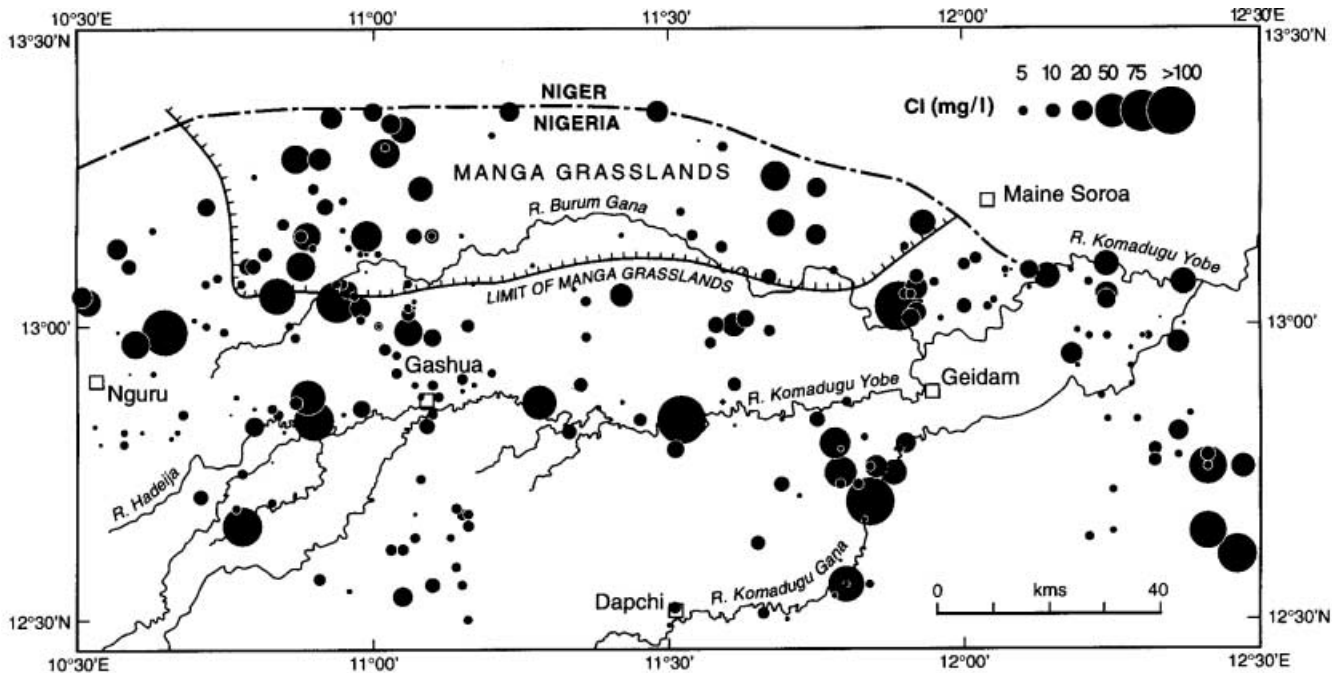 10°30'E
11°00'
11°30'
12°00'
12°30'E
13°30'N
13°30'N
5 10 20 50 75 >100
Cl (mg/l)
NIGER
NIGERIA
MANGA GRASSLANDS
Maine Soroa
R. Burum Gana
R. Komadugu Yobe
LIMIT OF MANGA GRASSLANDS
13°00'
13°00'
Gashua
Nguru
Geidam
R. Komadugu Yobe
R. Hadeija
R. Komadugu Gana
Dapchi
0 kms 40
12°30'N
12°30'N
10°30'E
11°00'
11°30'
12°00'
12°30'E